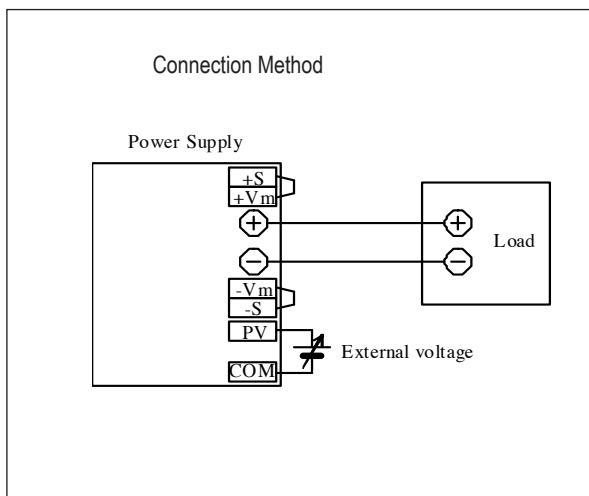 Connection Method
Power Supply
+S
+Vm
+
+
Load
−
−
-Vm
-S
PV
External voltage
COM